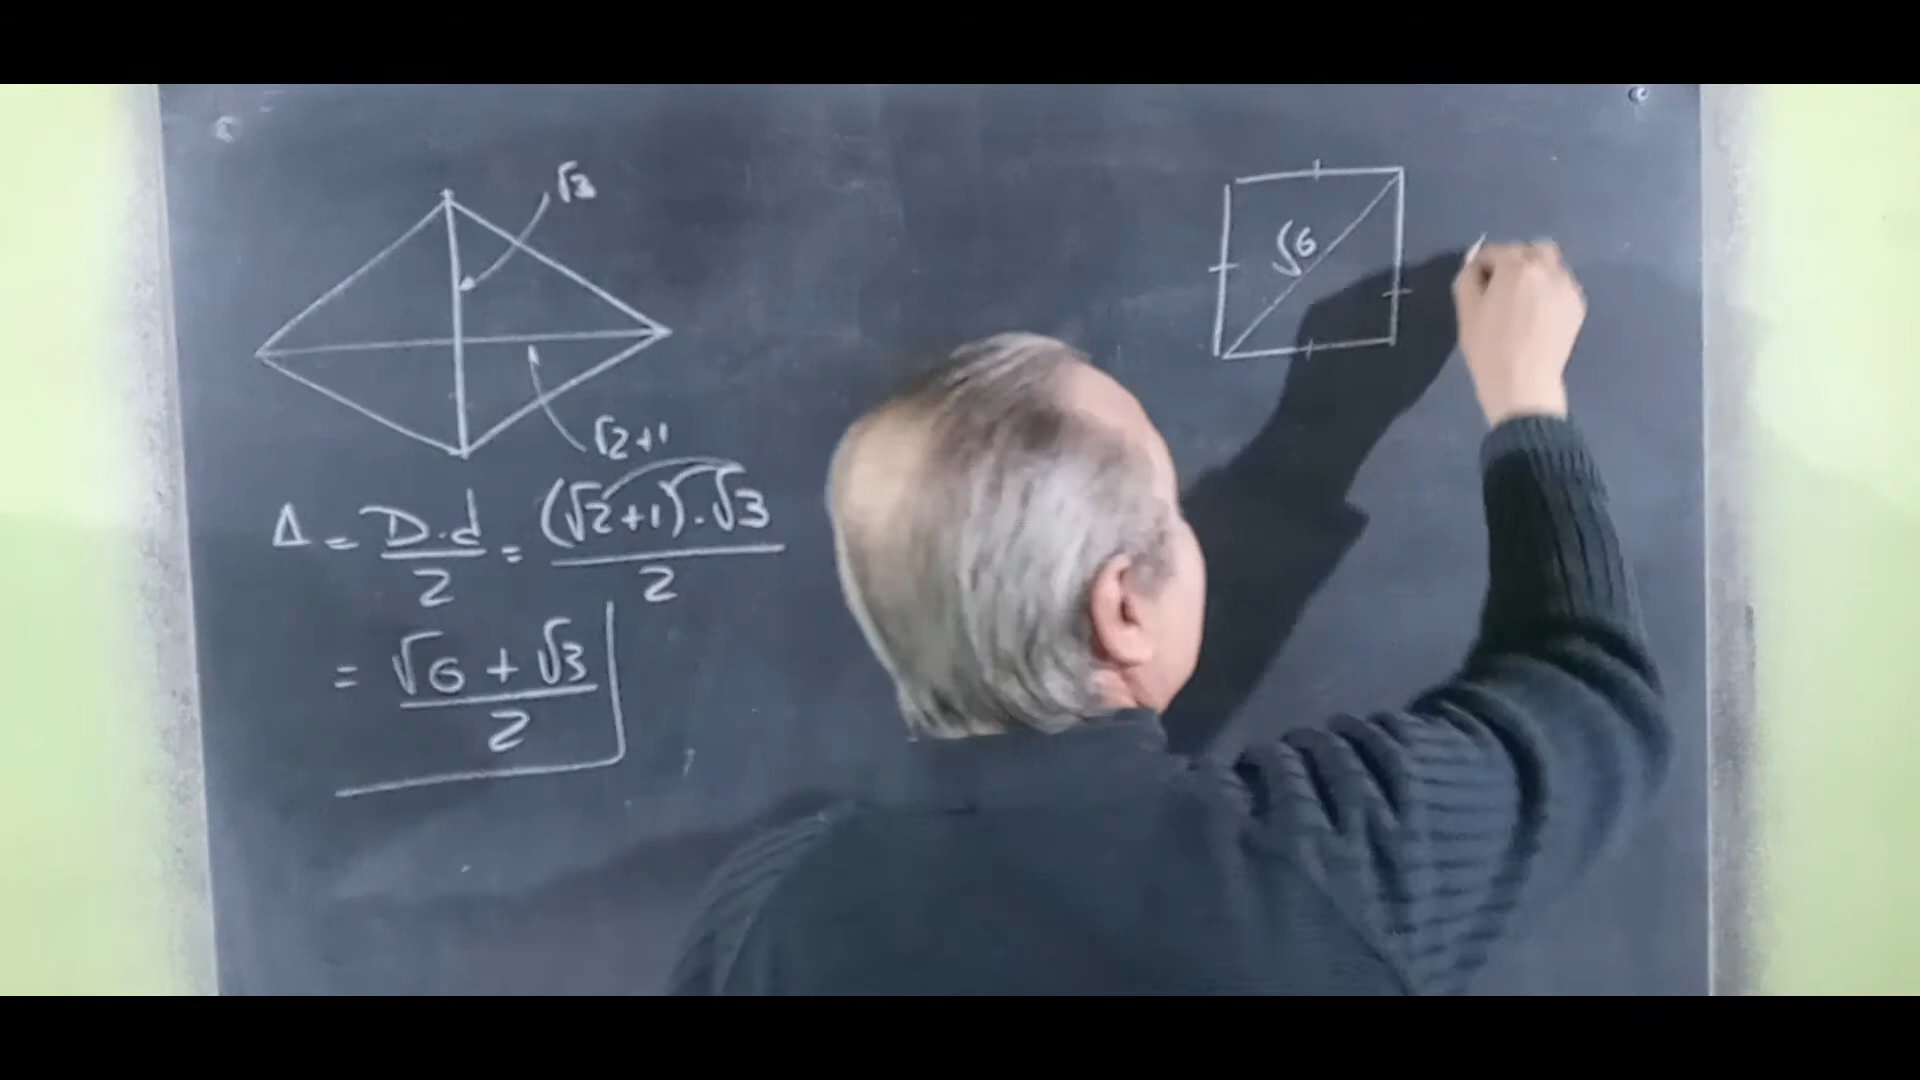 √3
√2+1
Δ = D.d/2 = (√2+1).√3/2
= √6 + √3/2
√6